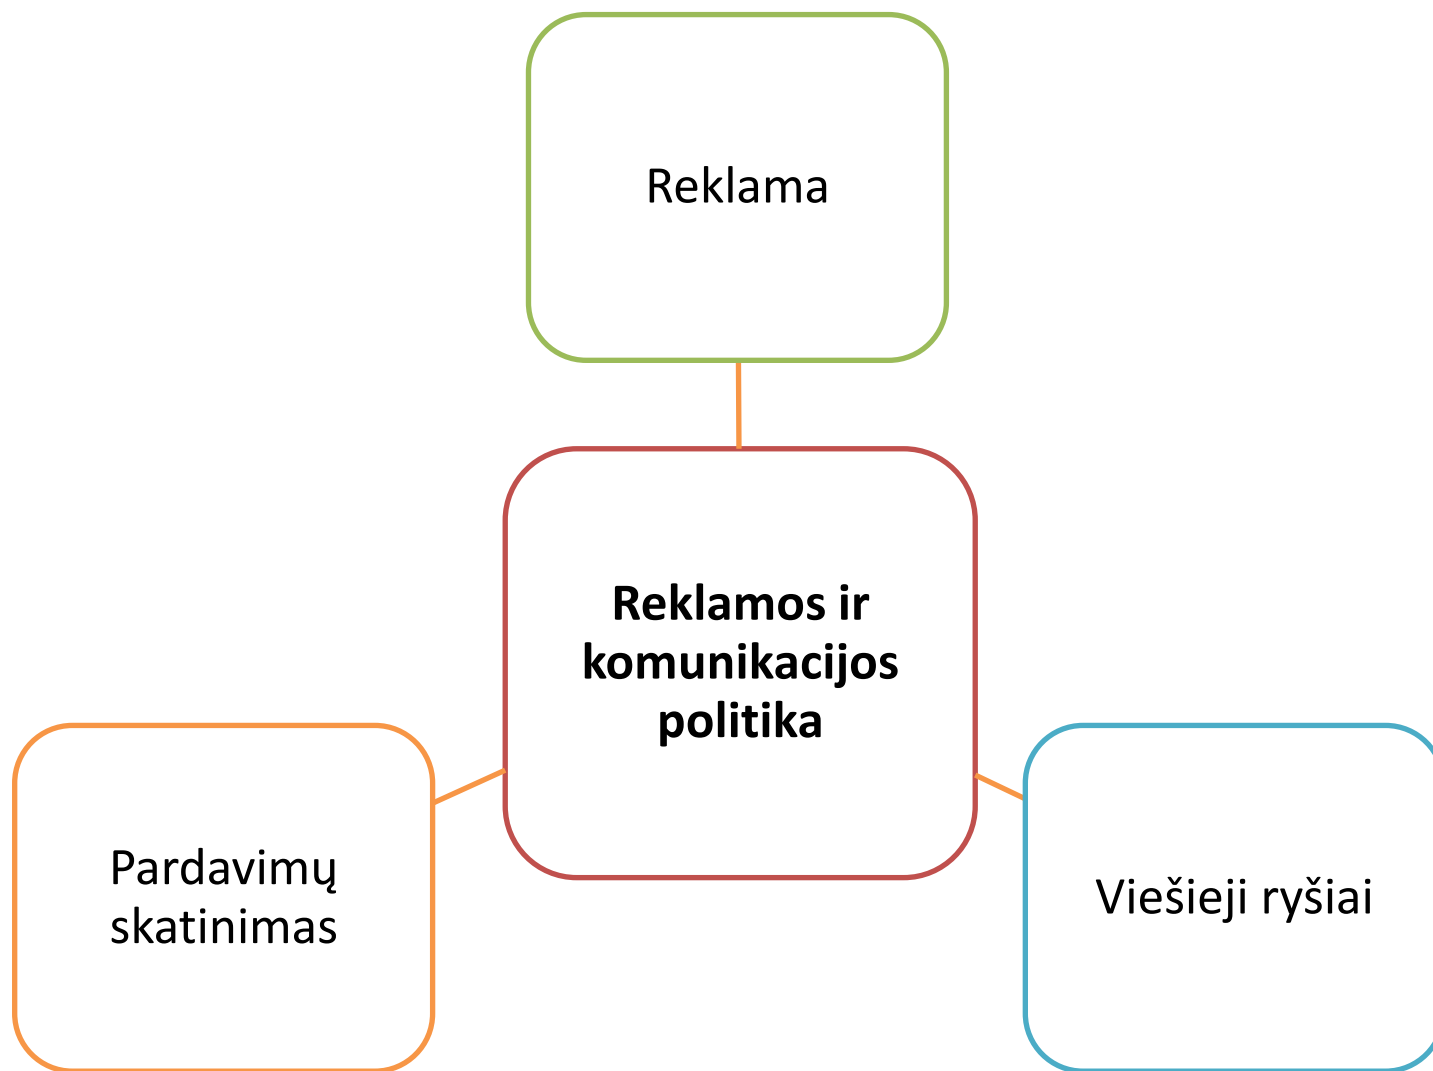 Reklama
Reklamos ir
komunikacijos
politika
Pardavimų
skatinimas
Viešieji ryšiai